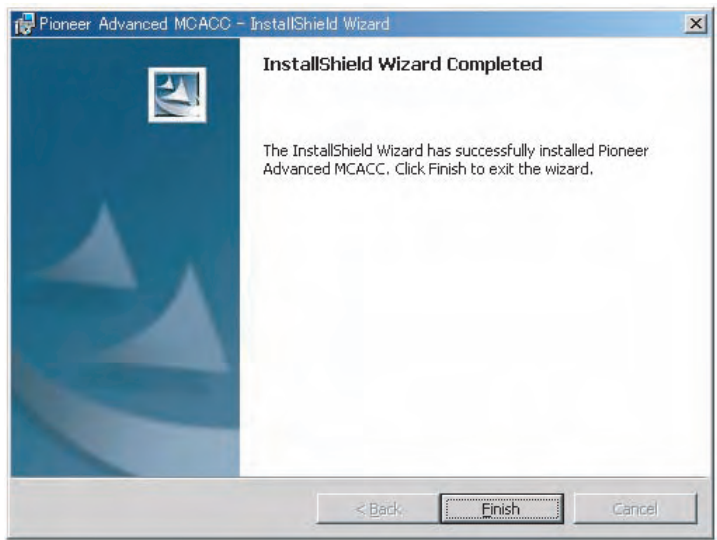 Pioneer Advanced MCACC - InstallShield Wizard
InstallShield Wizard Completed
The InstallShield Wizard has successfully installed Pioneer
Advanced MCACC. Click Finish to exit the wizard.
< Back
Finish
Cancel